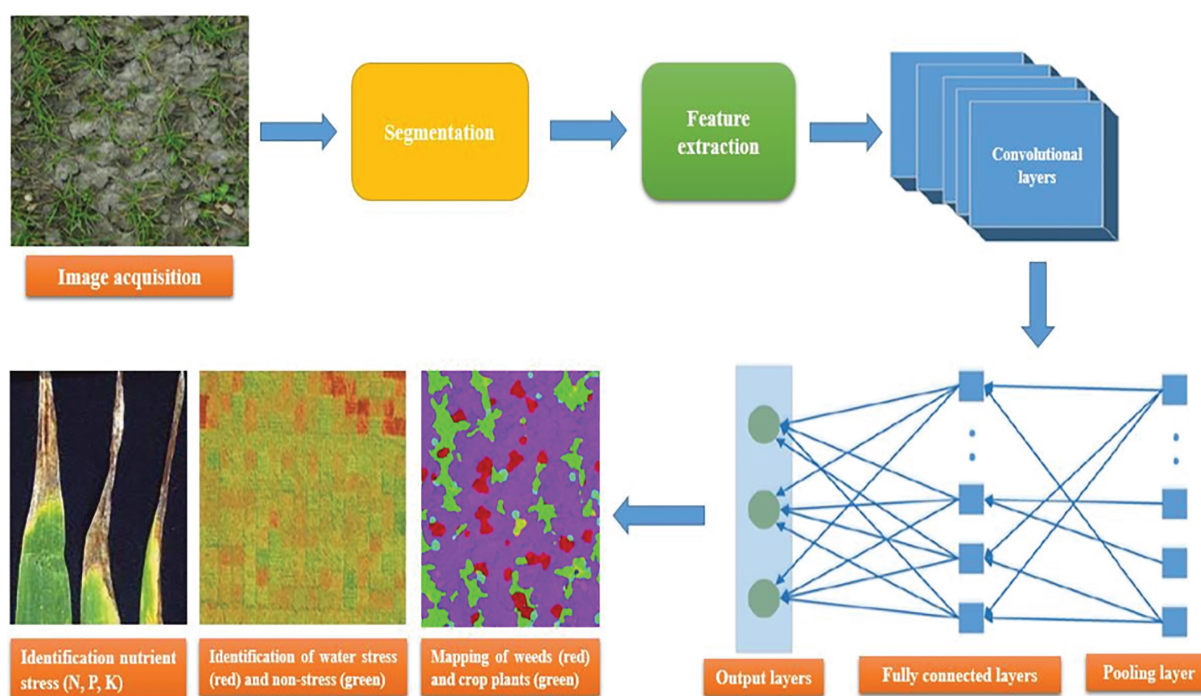 Segmentation
Feature
extraction
Convolutional
layers
Image acquisition
Identification nutrient
stress (N, P, K)
Identification of water stress
(red) and non-stress (green)
Mapping of weeds (red)
and crop plants (green)
Output layers
Fully connected layers
Pooling layer